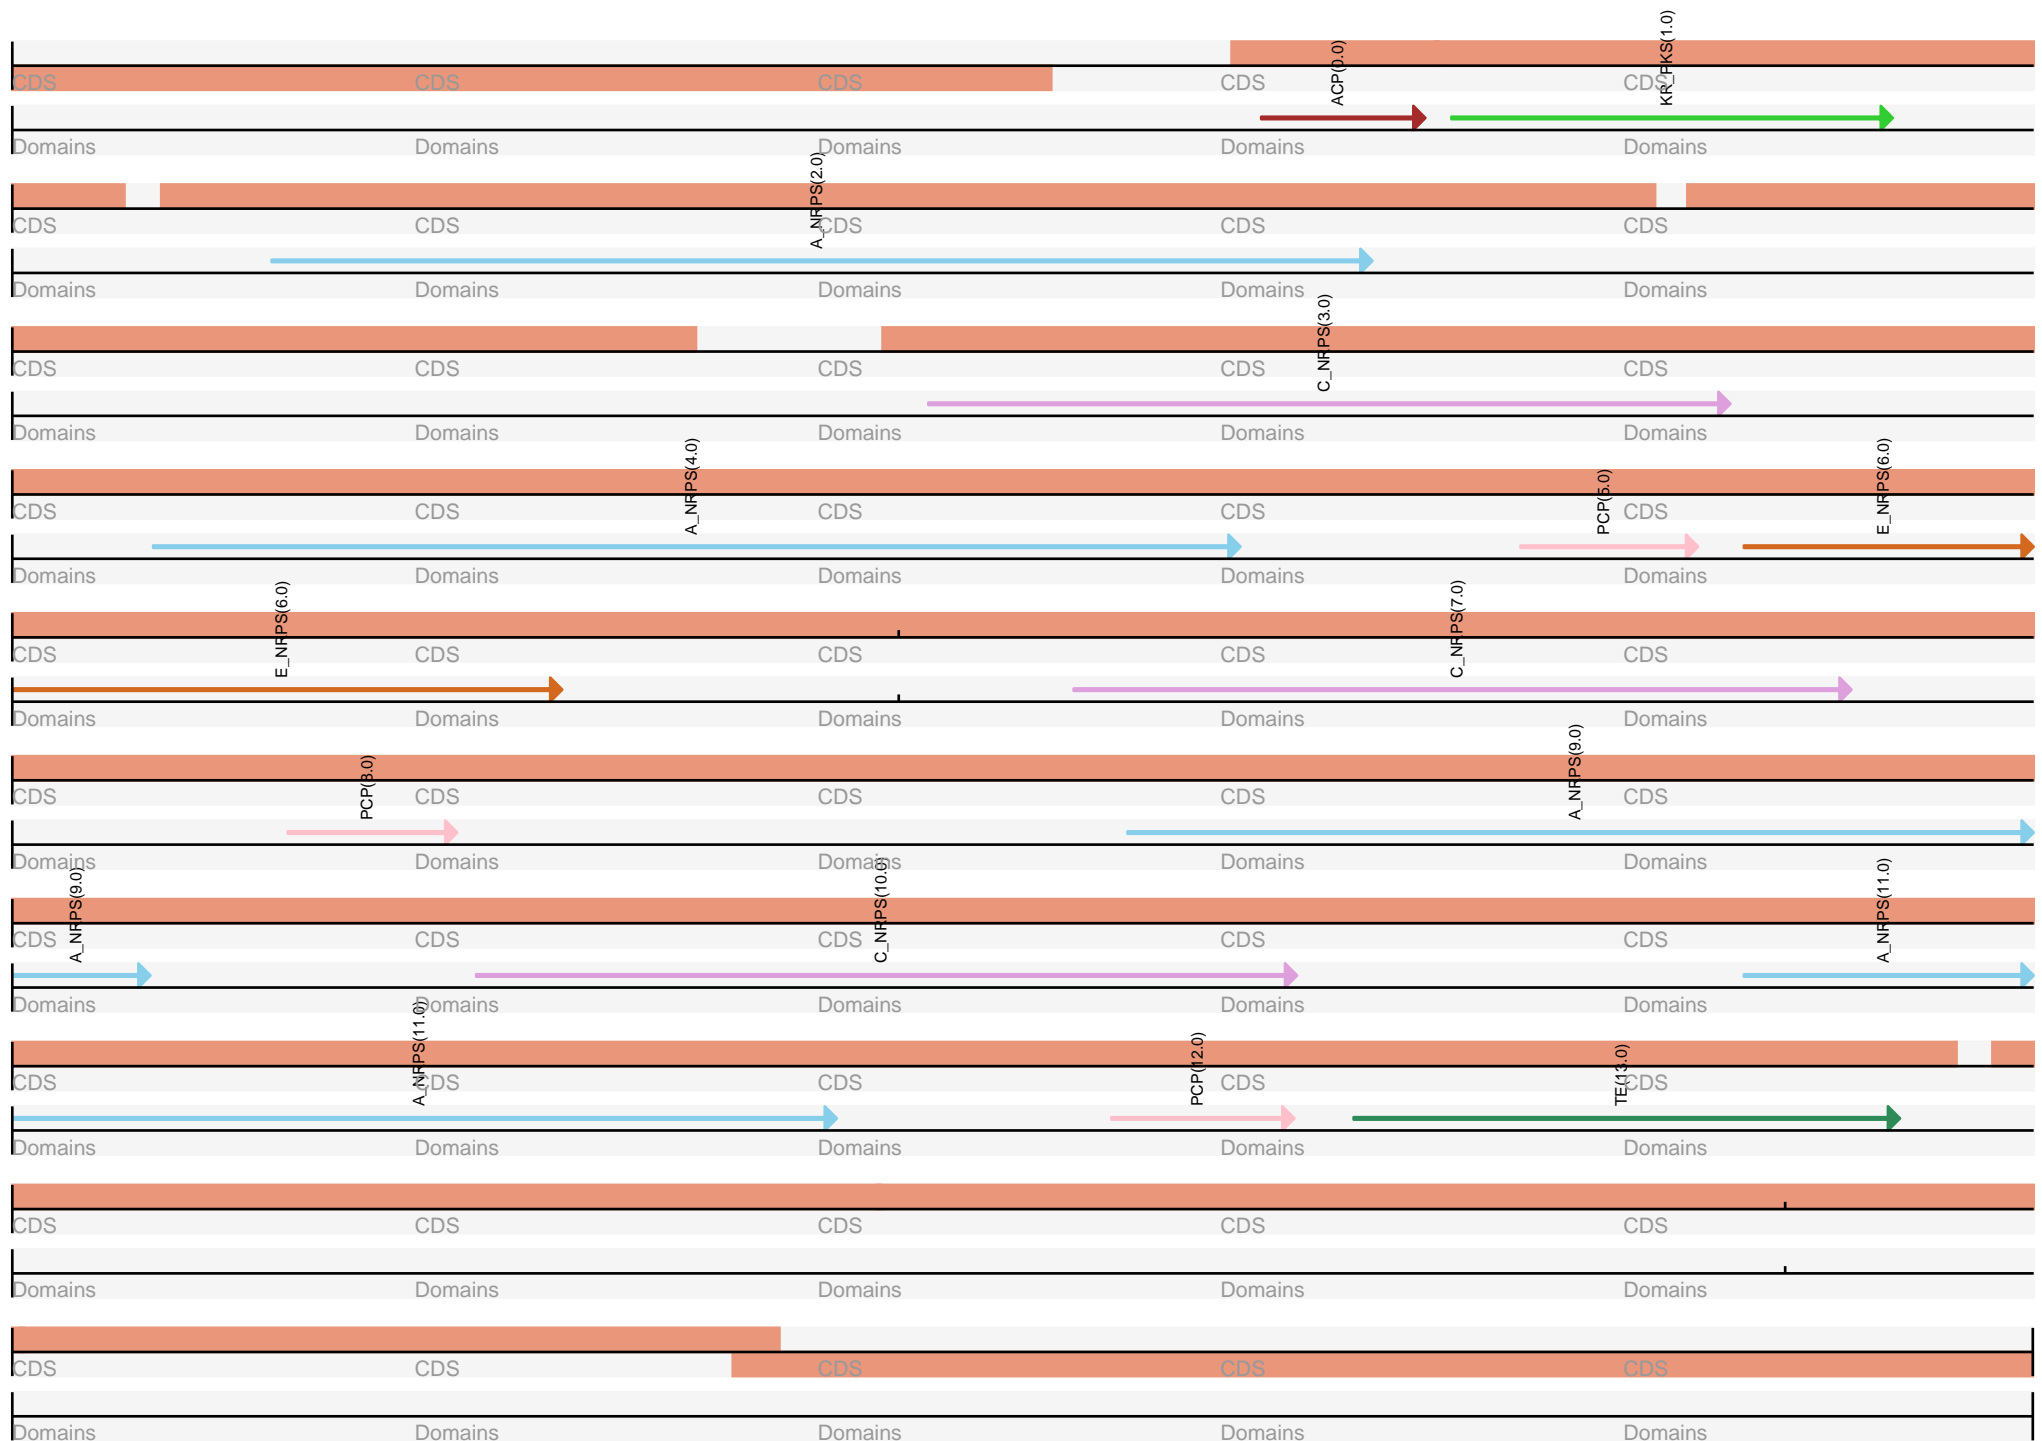 ACP(0.0) KR_PKS(1.0)
CDS CDS CDS CDS CDS
Domains Domains Domains Domains Domains
A_NRPS(2.0)
CDS CDS CDS CDS CDS
Domains Domains Domains Domains Domains
C_NRPS(3.0)
CDS CDS CDS CDS CDS
Domains Domains Domains Domains Domains
A_NRPS(4.0) PCP(5.0) E_NRPS(6.0)
CDS CDS CDS CDS CDS
Domains Domains Domains Domains Domains
E_NRPS(6.0) C_NRPS(7.0)
CDS CDS CDS CDS CDS
Domains Domains Domains Domains Domains
PCP(8.0) A_NRPS(9.0)
CDS CDS CDS CDS CDS
Domains Domains Domains Domains Domains
A_NRPS(9.0) C_NRPS(10.0) A_NRPS(11.0)
CDS CDS CDS CDS CDS
Domains Domains Domains Domains Domains
A_NRPS(11.0) PCP(12.0) TE(13.0)
CDS CDS CDS CDS CDS
Domains Domains Domains Domains Domains
CDS CDS CDS CDS CDS
Domains Domains Domains Domains Domains
CDS CDS CDS CDS CDS
Domains Domains Domains Domains Domains